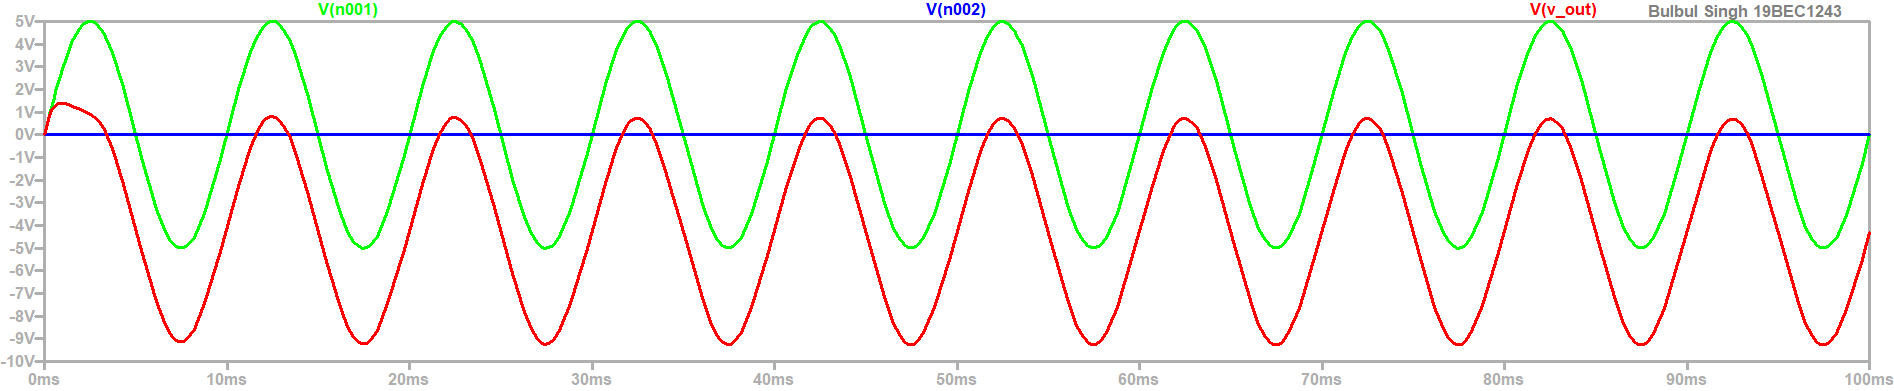 V(n001) V(n002) V(v_out) Bulbul Singh 19BEC1243
5V
4V
3V
2V
1V
0V
-1V
-2V
-3V
-4V
-5V
-6V
-7V
-8V
-9V
-10V
0ms 10ms 20ms 30ms 40ms 50ms 60ms 70ms 80ms 90ms 100ms